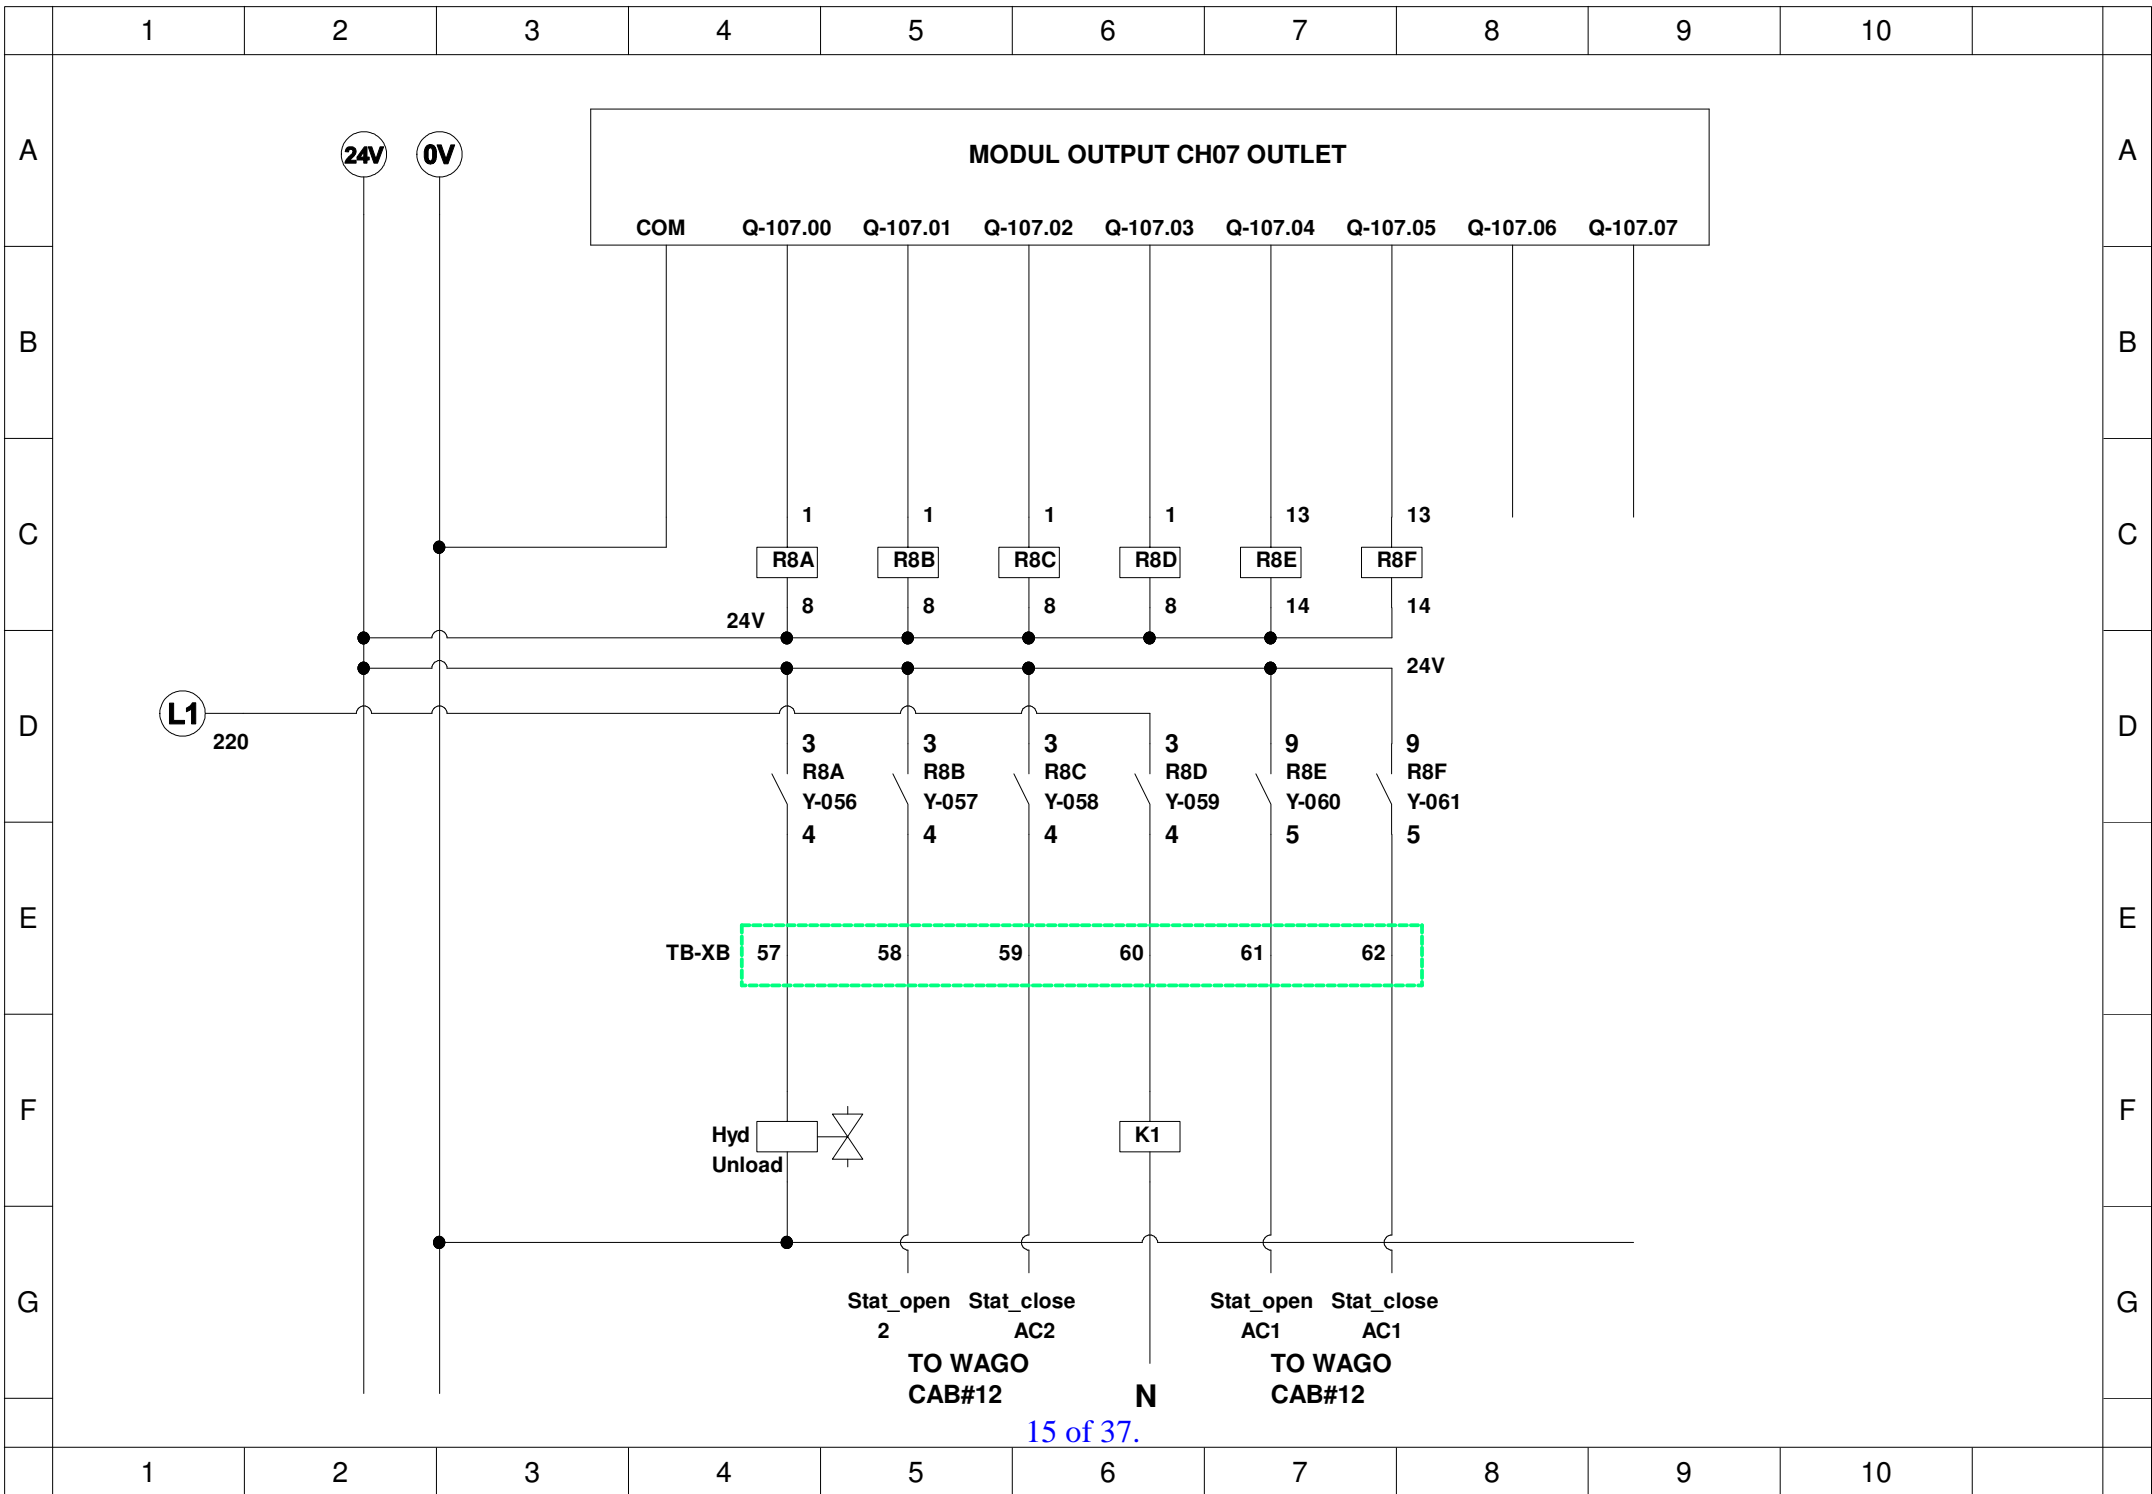 1 2 3 4 5 6 7 8 9 10
A 24V 0V MODUL OUTPUT CH07 OUTLET A
COM Q-107.00 Q-107.01 Q-107.02 Q-107.03 Q-107.04 Q-107.05 Q-107.06 Q-107.07
B B
1 1 1 1 13 13
C C
R8A R8B R8C R8D R8E R8F
8 8 8 8 14 14
24V
24V
L1
D D
220 3 3 3 3 9 9
R8A R8B R8C R8D R8E R8F
Y-056 Y-057 Y-058 Y-059 Y-060 Y-061
4 4 4 4 5 5
E E
TB-XB 57 58 59 60 61 62
F F
Hyd K1
Unload
G G
Stat_open Stat_close Stat_open Stat_close
2 AC2 AC1 AC1
TO WAGO TO WAGO
CAB#12 N CAB#12
15 of 37.
1 2 3 4 5 6 7 8 9 10